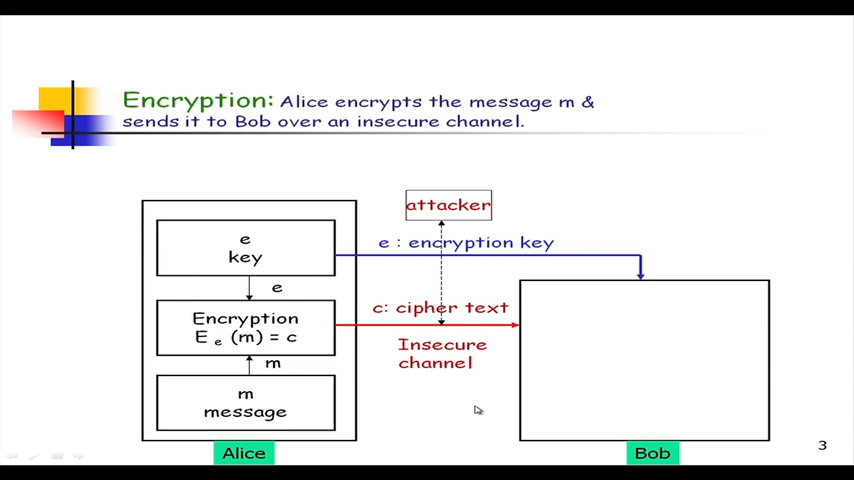 Encryption: Alice encrypts the message m &
sends it to Bob over an insecure channel.
attacker
e
key
e : encryption key
e
c: cipher text
Encryption
E e (m) = c
Insecure
channel
m
m
message
Alice
Bob
3